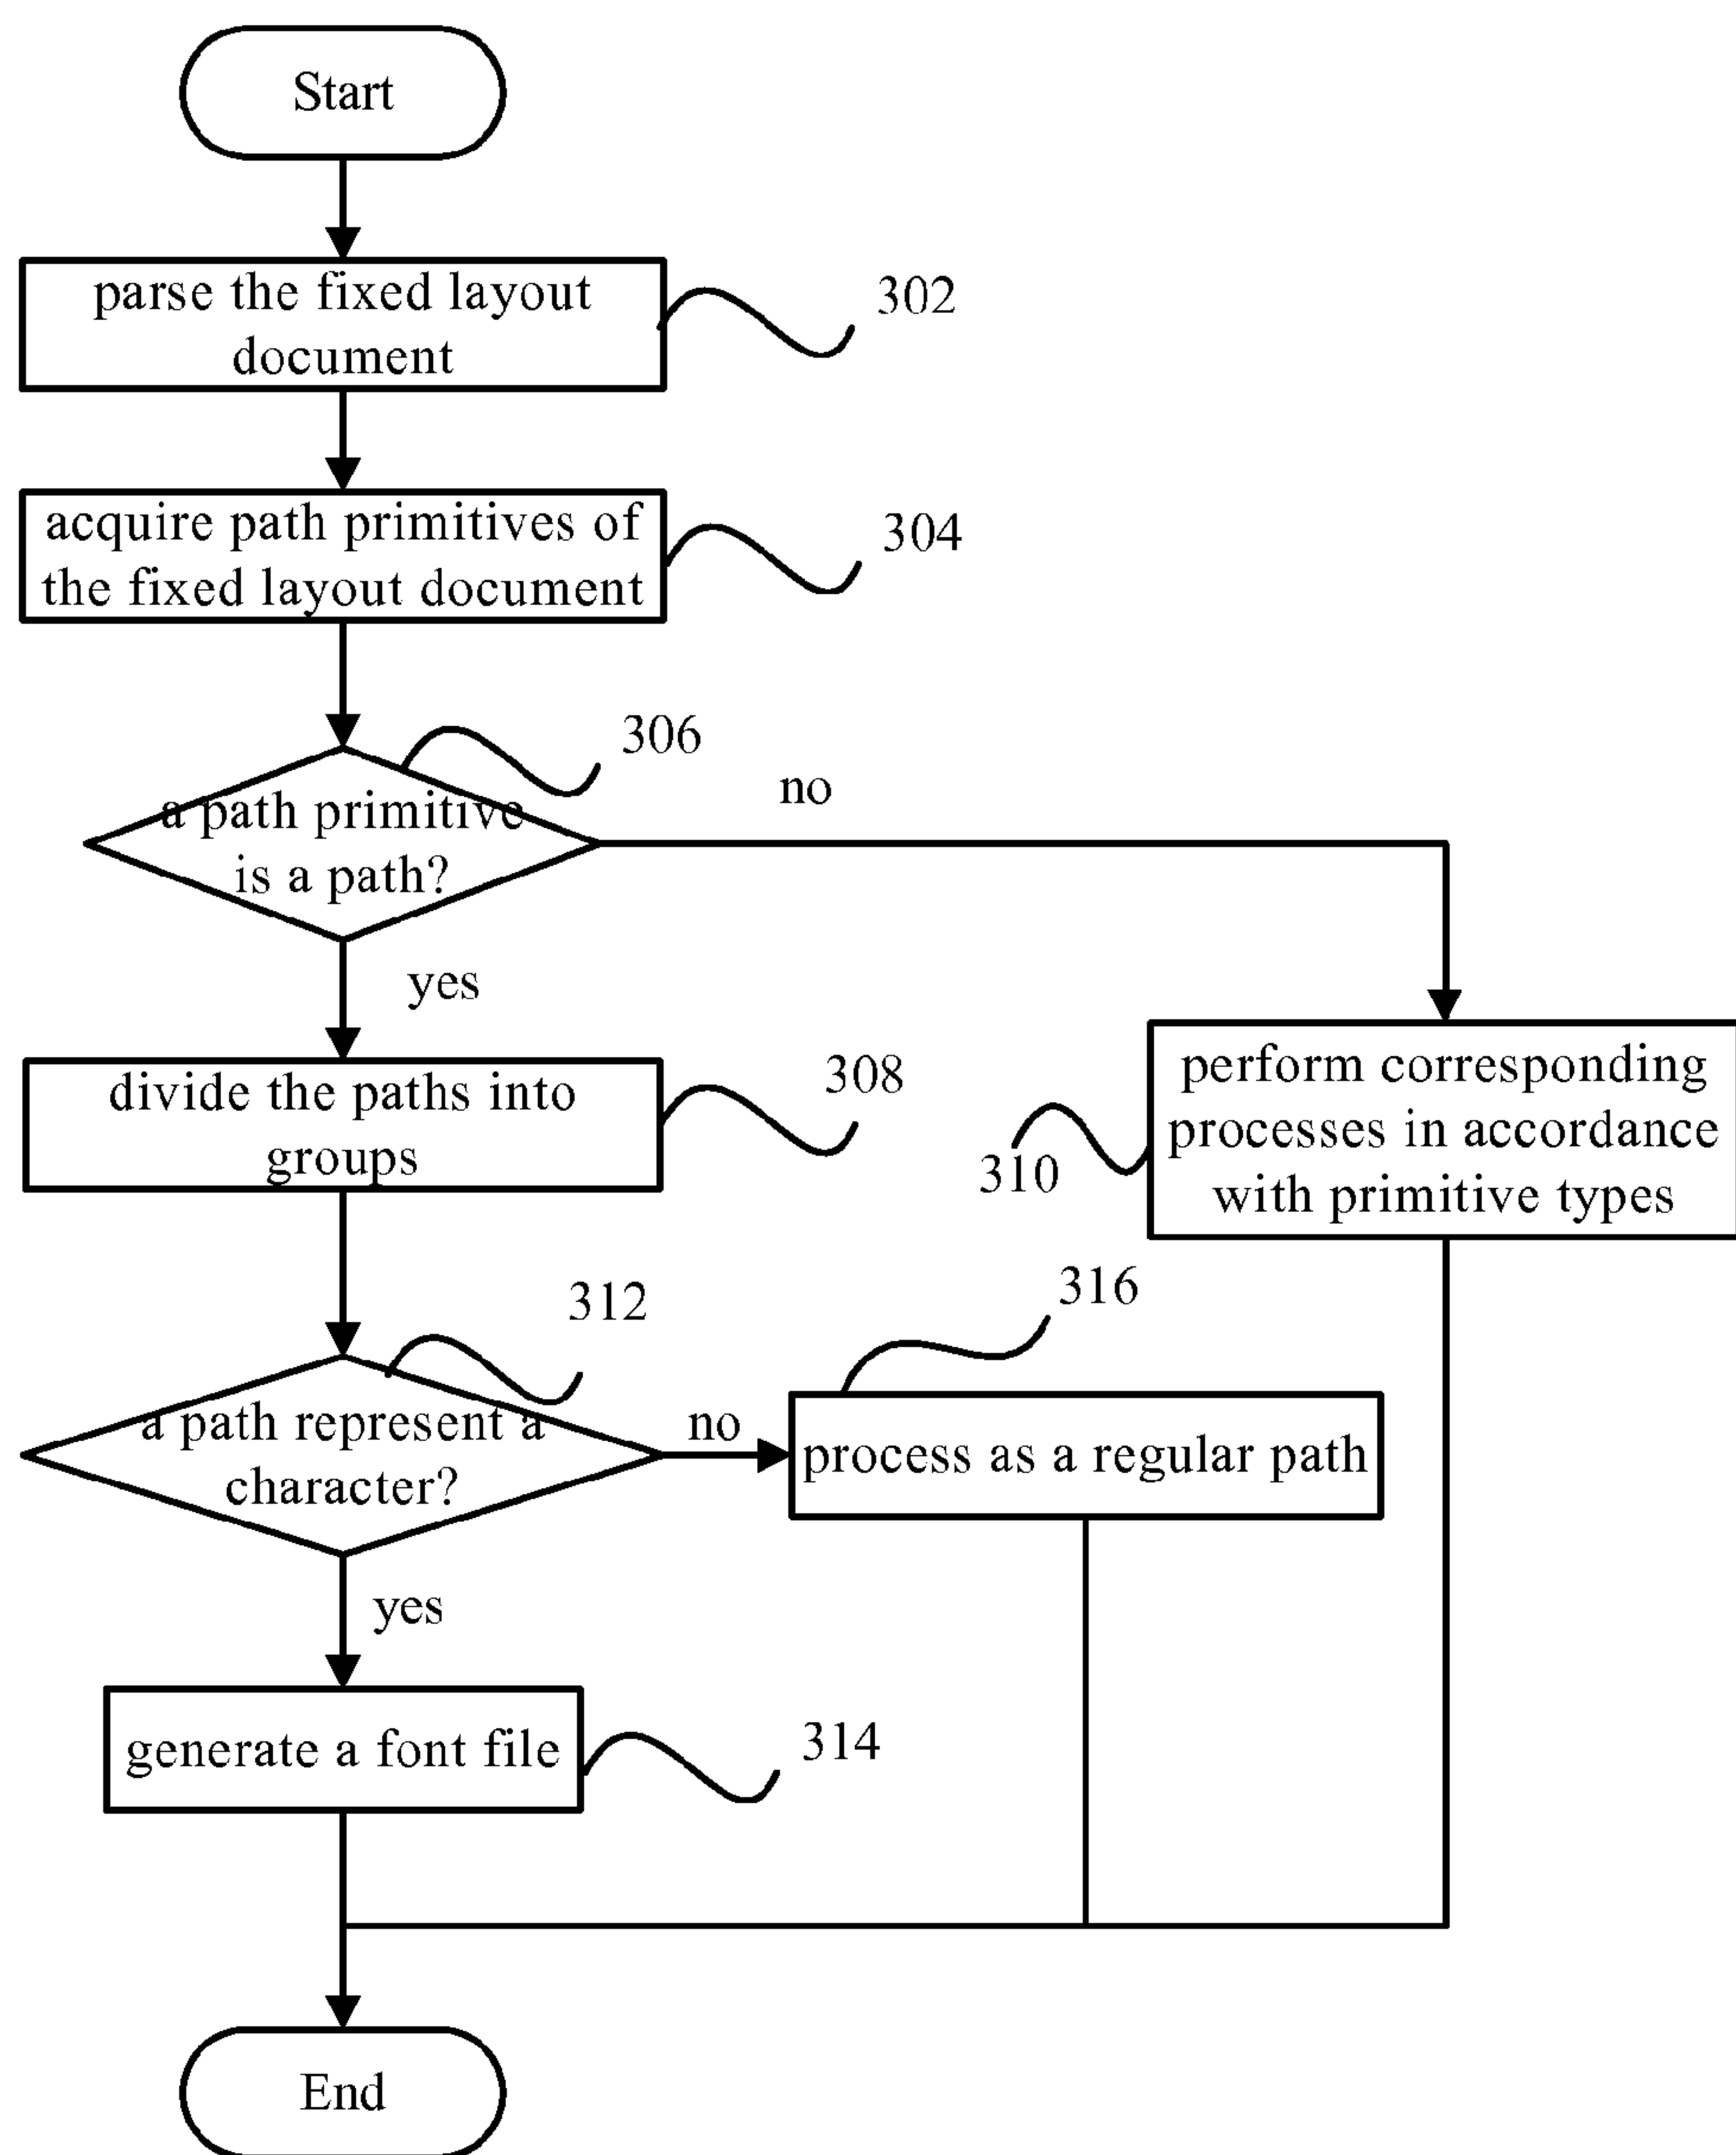 Start
parse the fixed layout
document
302
acquire path primitives of
the fixed layout document
304
306
a path primitive
is a path?
no
yes
divide the paths into
groups
308
perform corresponding
processes in accordance
with primitive types
310
312
a path represent a
character?
no
316
process as a regular path
yes
generate a font file
314
End